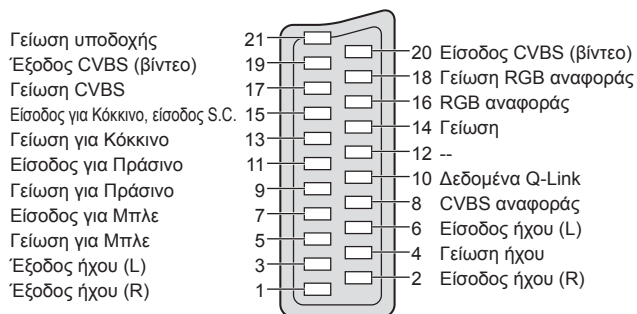 Γείωση υποδοχής 21
Έξοδος CVBS (βίντεο) 19
Γείωση CVBS 17
Είσοδος για Κόκκινο, είσοδος S.C. 15
Γείωση για Κόκκινο 13
Είσοδος για Πράσινο 11
Γείωση για Πράσινο 9
Είσοδος για Μπλε 7
Γείωση για Μπλε 5
Έξοδος ήχου (L) 3
Έξοδος ήχου (R) 1
20 Είσοδος CVBS (βίντεο)
18 Γείωση RGB αναφοράς
16 RGB αναφοράς
14 Γείωση
12 --
10 Δεδομένα Q-Link
8 CVBS αναφοράς
6 Είσοδος ήχου (L)
4 Γείωση ήχου
2 Είσοδος ήχου (R)